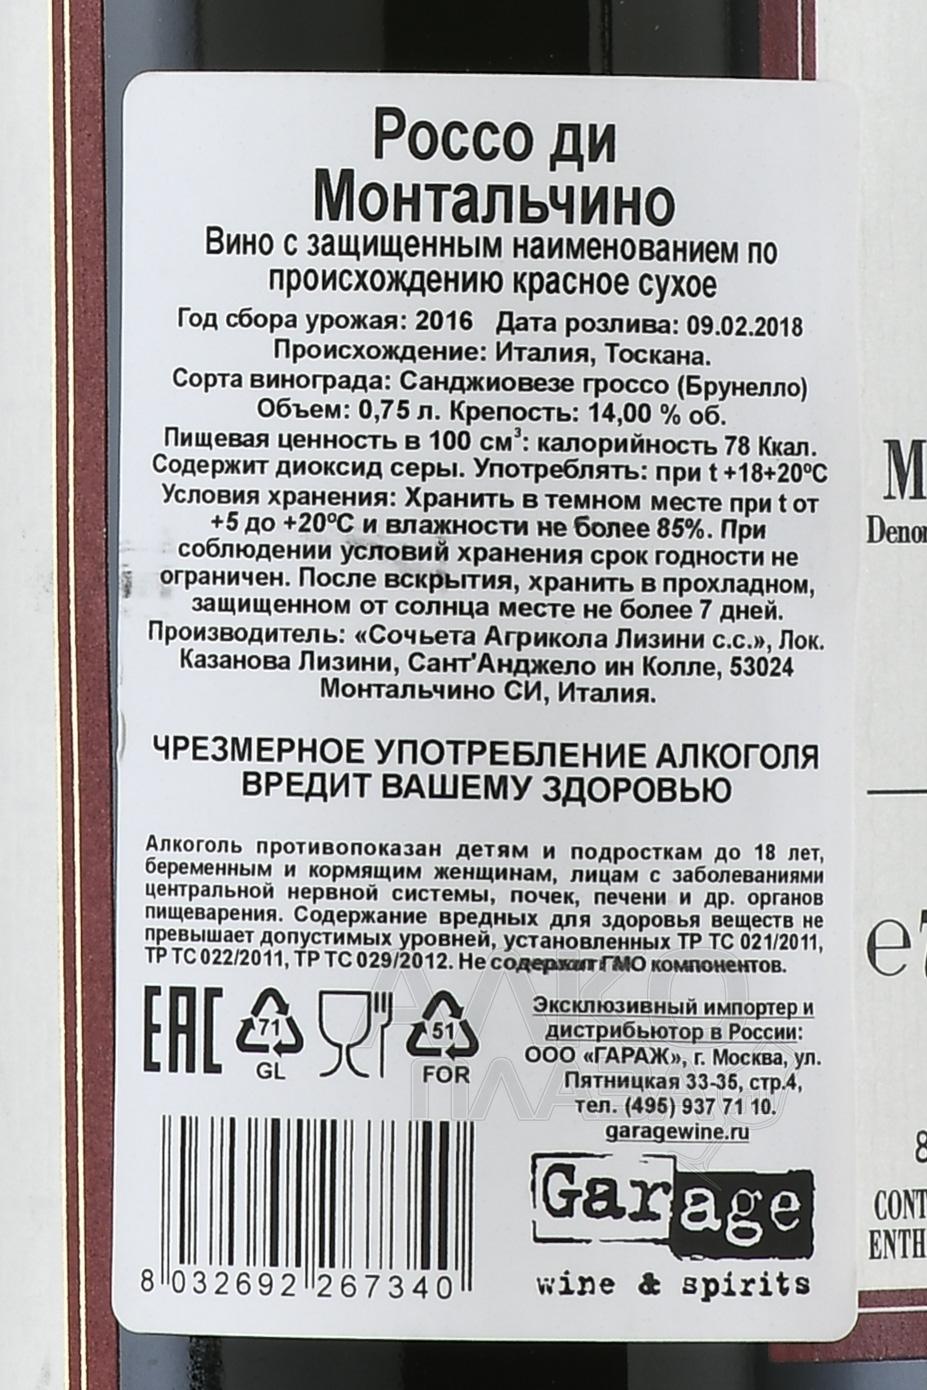 Россо ди
Монтальчино
Вино с защищенным наименованием по
происхождению красное сухое
Год сбора урожая: 2016 Дата розлива: 09.02.2018
Происхождение: Италия, Тоскана.
Сорта винограда: Санджиовезе гроссо (Брунелло)
Объем: 0,75 л. Крепость: 14,00 % об.
Пищевая ценность в 100 см³: калорийность 78 Ккал.
Содержит диоксид серы. Употреблять: при t +18+20ºС
Условия хранения: Хранить в темном месте при t от
+5 до +20ºС и влажности не более 85%. При
соблюдении условий хранения срок годности не
ограничен. После вскрытия, хранить в прохладном,
защищенном от солнца месте не более 7 дней.
Производитель: «Сочьета Агрикола Лизини с.с.», Лок.
Казанова Лизини, Сант'Анджело ин Колле, 53024
Монтальчино СИ, Италия.
ЧРЕЗМЕРНОЕ УПОТРЕБЛЕНИЕ АЛКОГОЛЯ
ВРЕДИТ ВАШЕМУ ЗДОРОВЬЮ
Алкоголь противопоказан детям и подросткам до 18 лет,
беременным и кормящим женщинам, лицам с заболеваниями
центральной нервной системы, почек, печени и др. органов
пищеварения. Содержание вредных для здоровья веществ не
превышает допустимых уровней, установленных ТР ТС 021/2011,
ТР ТС 022/2011, ТР ТС 029/2012. Не содержит ГМО компонентов.
EAC
71
GL
51
FOR
Эксклюзивный импортер и
дистрибьютор в России:
ООО «ГАРАЖ», г. Москва, ул.
Пятницкая 33-35, стр.4,
тел. (495) 937 71 10.
garagewine.ru
Garage
wine & spirits
8 032692 267340
M
Denom
e
8
CONT
ENTH